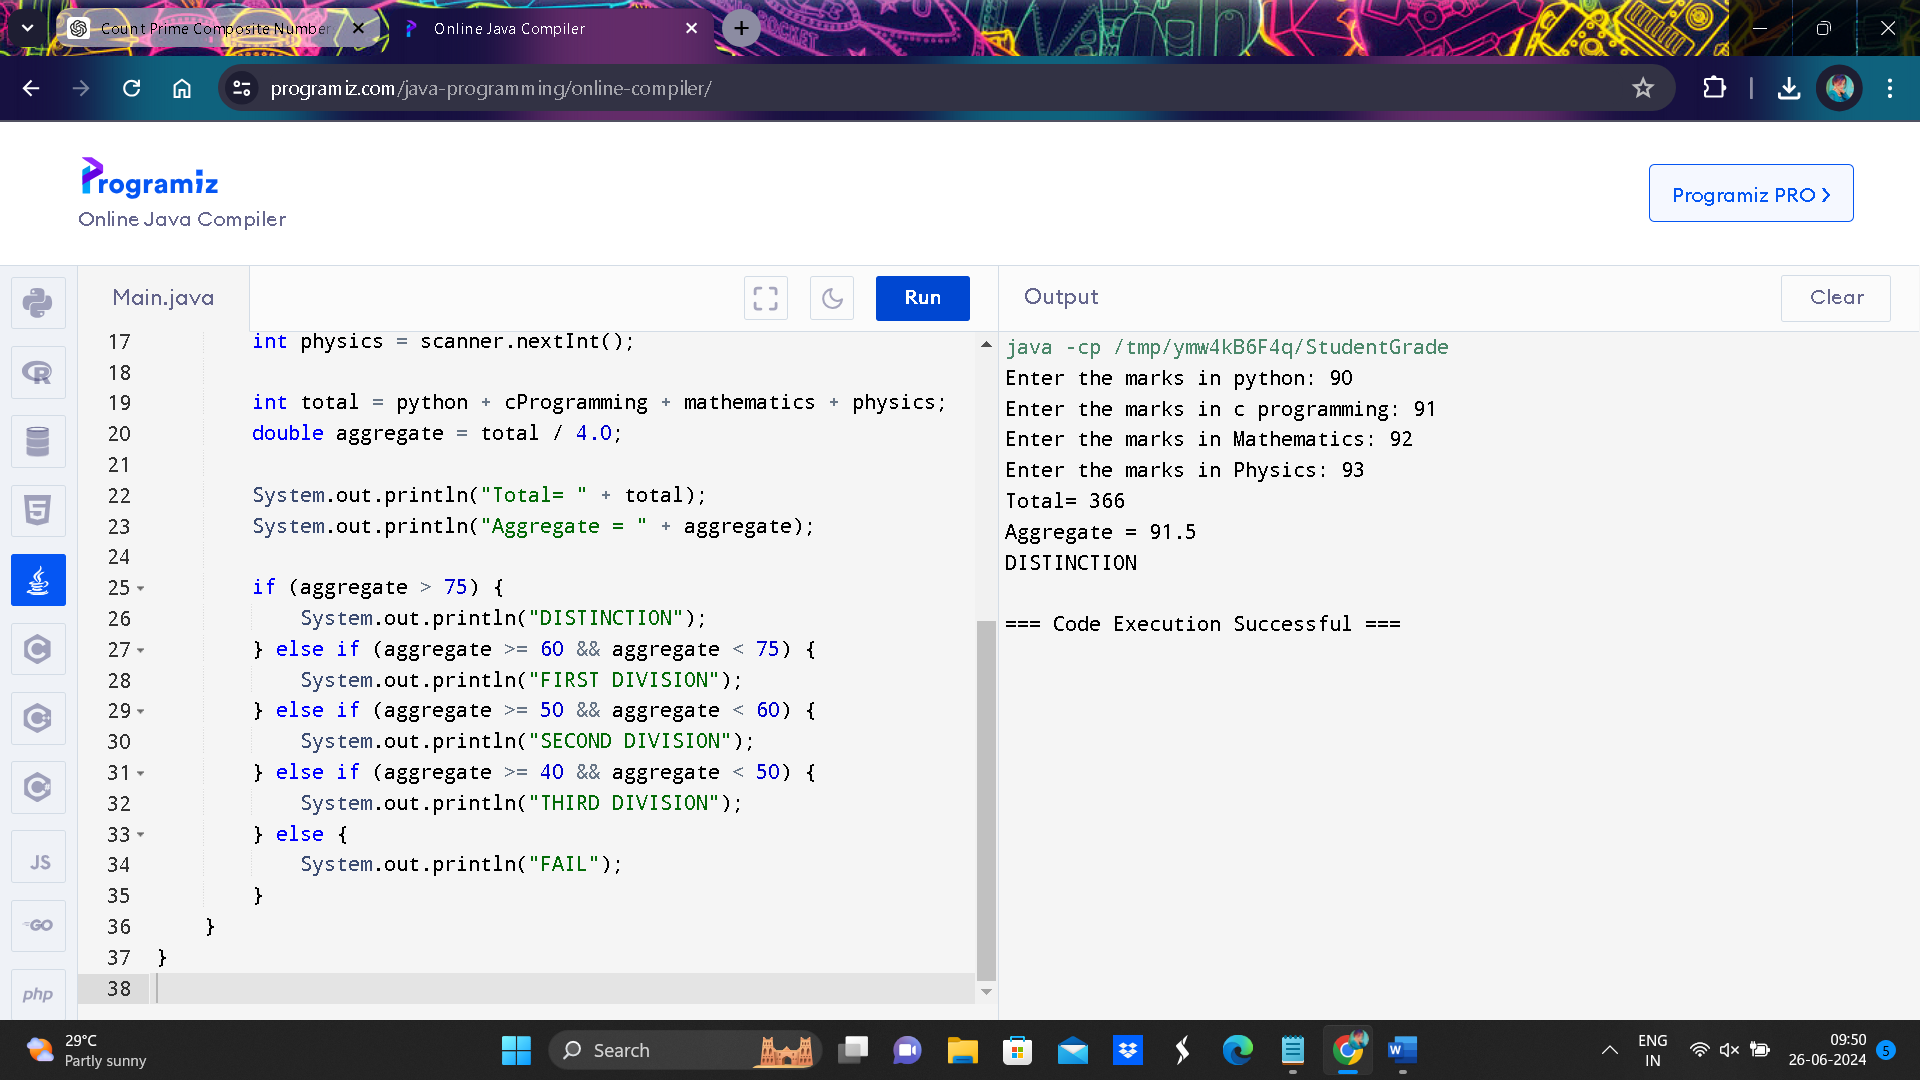 Count Prime Composite Number
Online Java Compiler
programiz.com/java-programming/online-compiler/
Programiz
Online Java Compiler
Programiz PRO
Main.java
Run
Output
Clear
17 int physics = scanner.nextInt();
18
19 int total = python + cProgramming + mathematics + physics;
20 double aggregate = total / 4.0;
21
22 System.out.println("Total= " + total);
23 System.out.println("Aggregate = " + aggregate);
24
25 if (aggregate > 75) {
26 System.out.println("DISTINCTION");
27 } else if (aggregate >= 60 && aggregate < 75) {
28 System.out.println("FIRST DIVISION");
29 } else if (aggregate >= 50 && aggregate < 60) {
30 System.out.println("SECOND DIVISION");
31 } else if (aggregate >= 40 && aggregate < 50) {
32 System.out.println("THIRD DIVISION");
33 } else {
34 System.out.println("FAIL");
35 }
36 }
37 }
38
java -cp /tmp/ymw4kB6F4q/StudentGrade
Enter the marks in python: 90
Enter the marks in c programming: 91
Enter the marks in Mathematics: 92
Enter the marks in Physics: 93
Total= 366
Aggregate = 91.5
DISTINCTION
=== Code Execution Successful ===
R
5
C
C
C
JS
GO
php
29°C
Partly sunny
Search
W
ENG
IN
09:50
26-06-2024
5